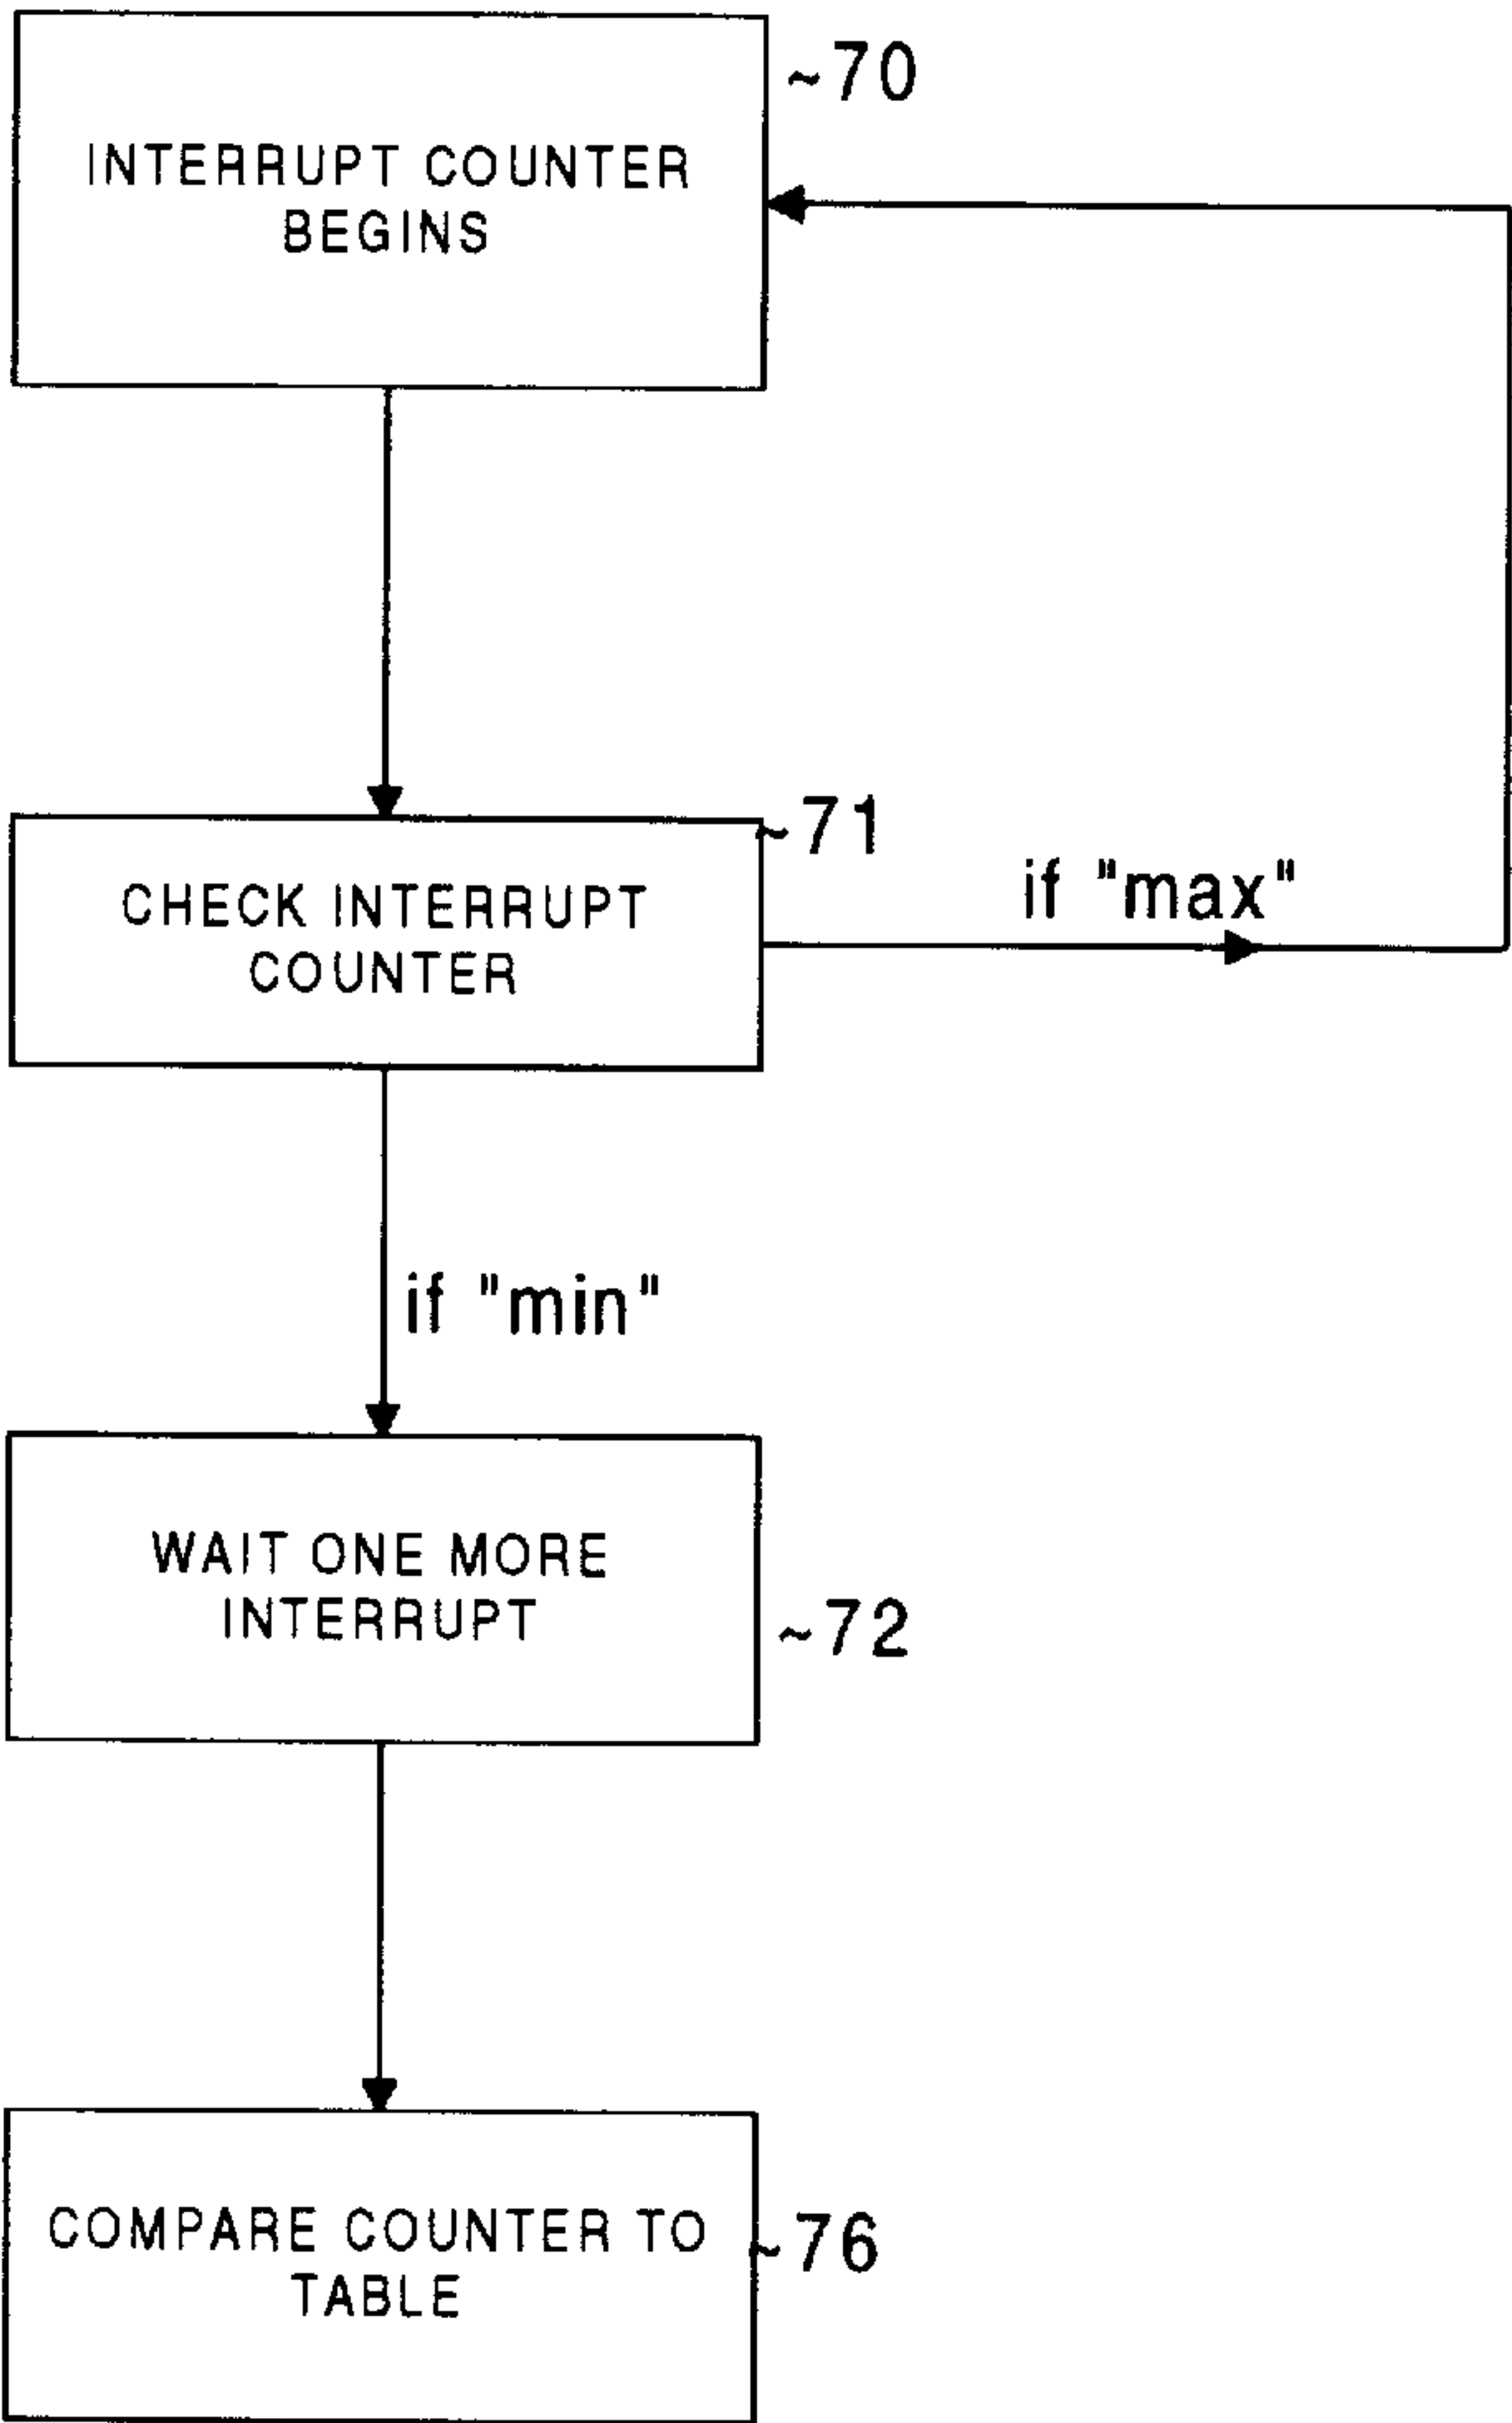 ~70
INTERRUPT COUNTER
BEGINS
~71
if "max"
CHECK INTERRUPT
COUNTER
if "min"
WAIT ONE MORE
INTERRUPT
~72
COMPARE COUNTER TO
TABLE
~76